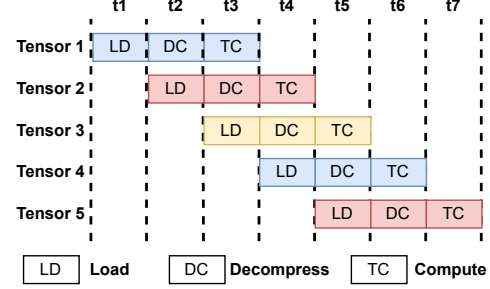 t1 t2 t3 t4 t5 t6 t7
Tensor 1 LD DC TC
Tensor 2 LD DC TC
Tensor 3 LD DC TC
Tensor 4 LD DC TC
Tensor 5 LD DC TC
LD Load DC Decompress TC Compute